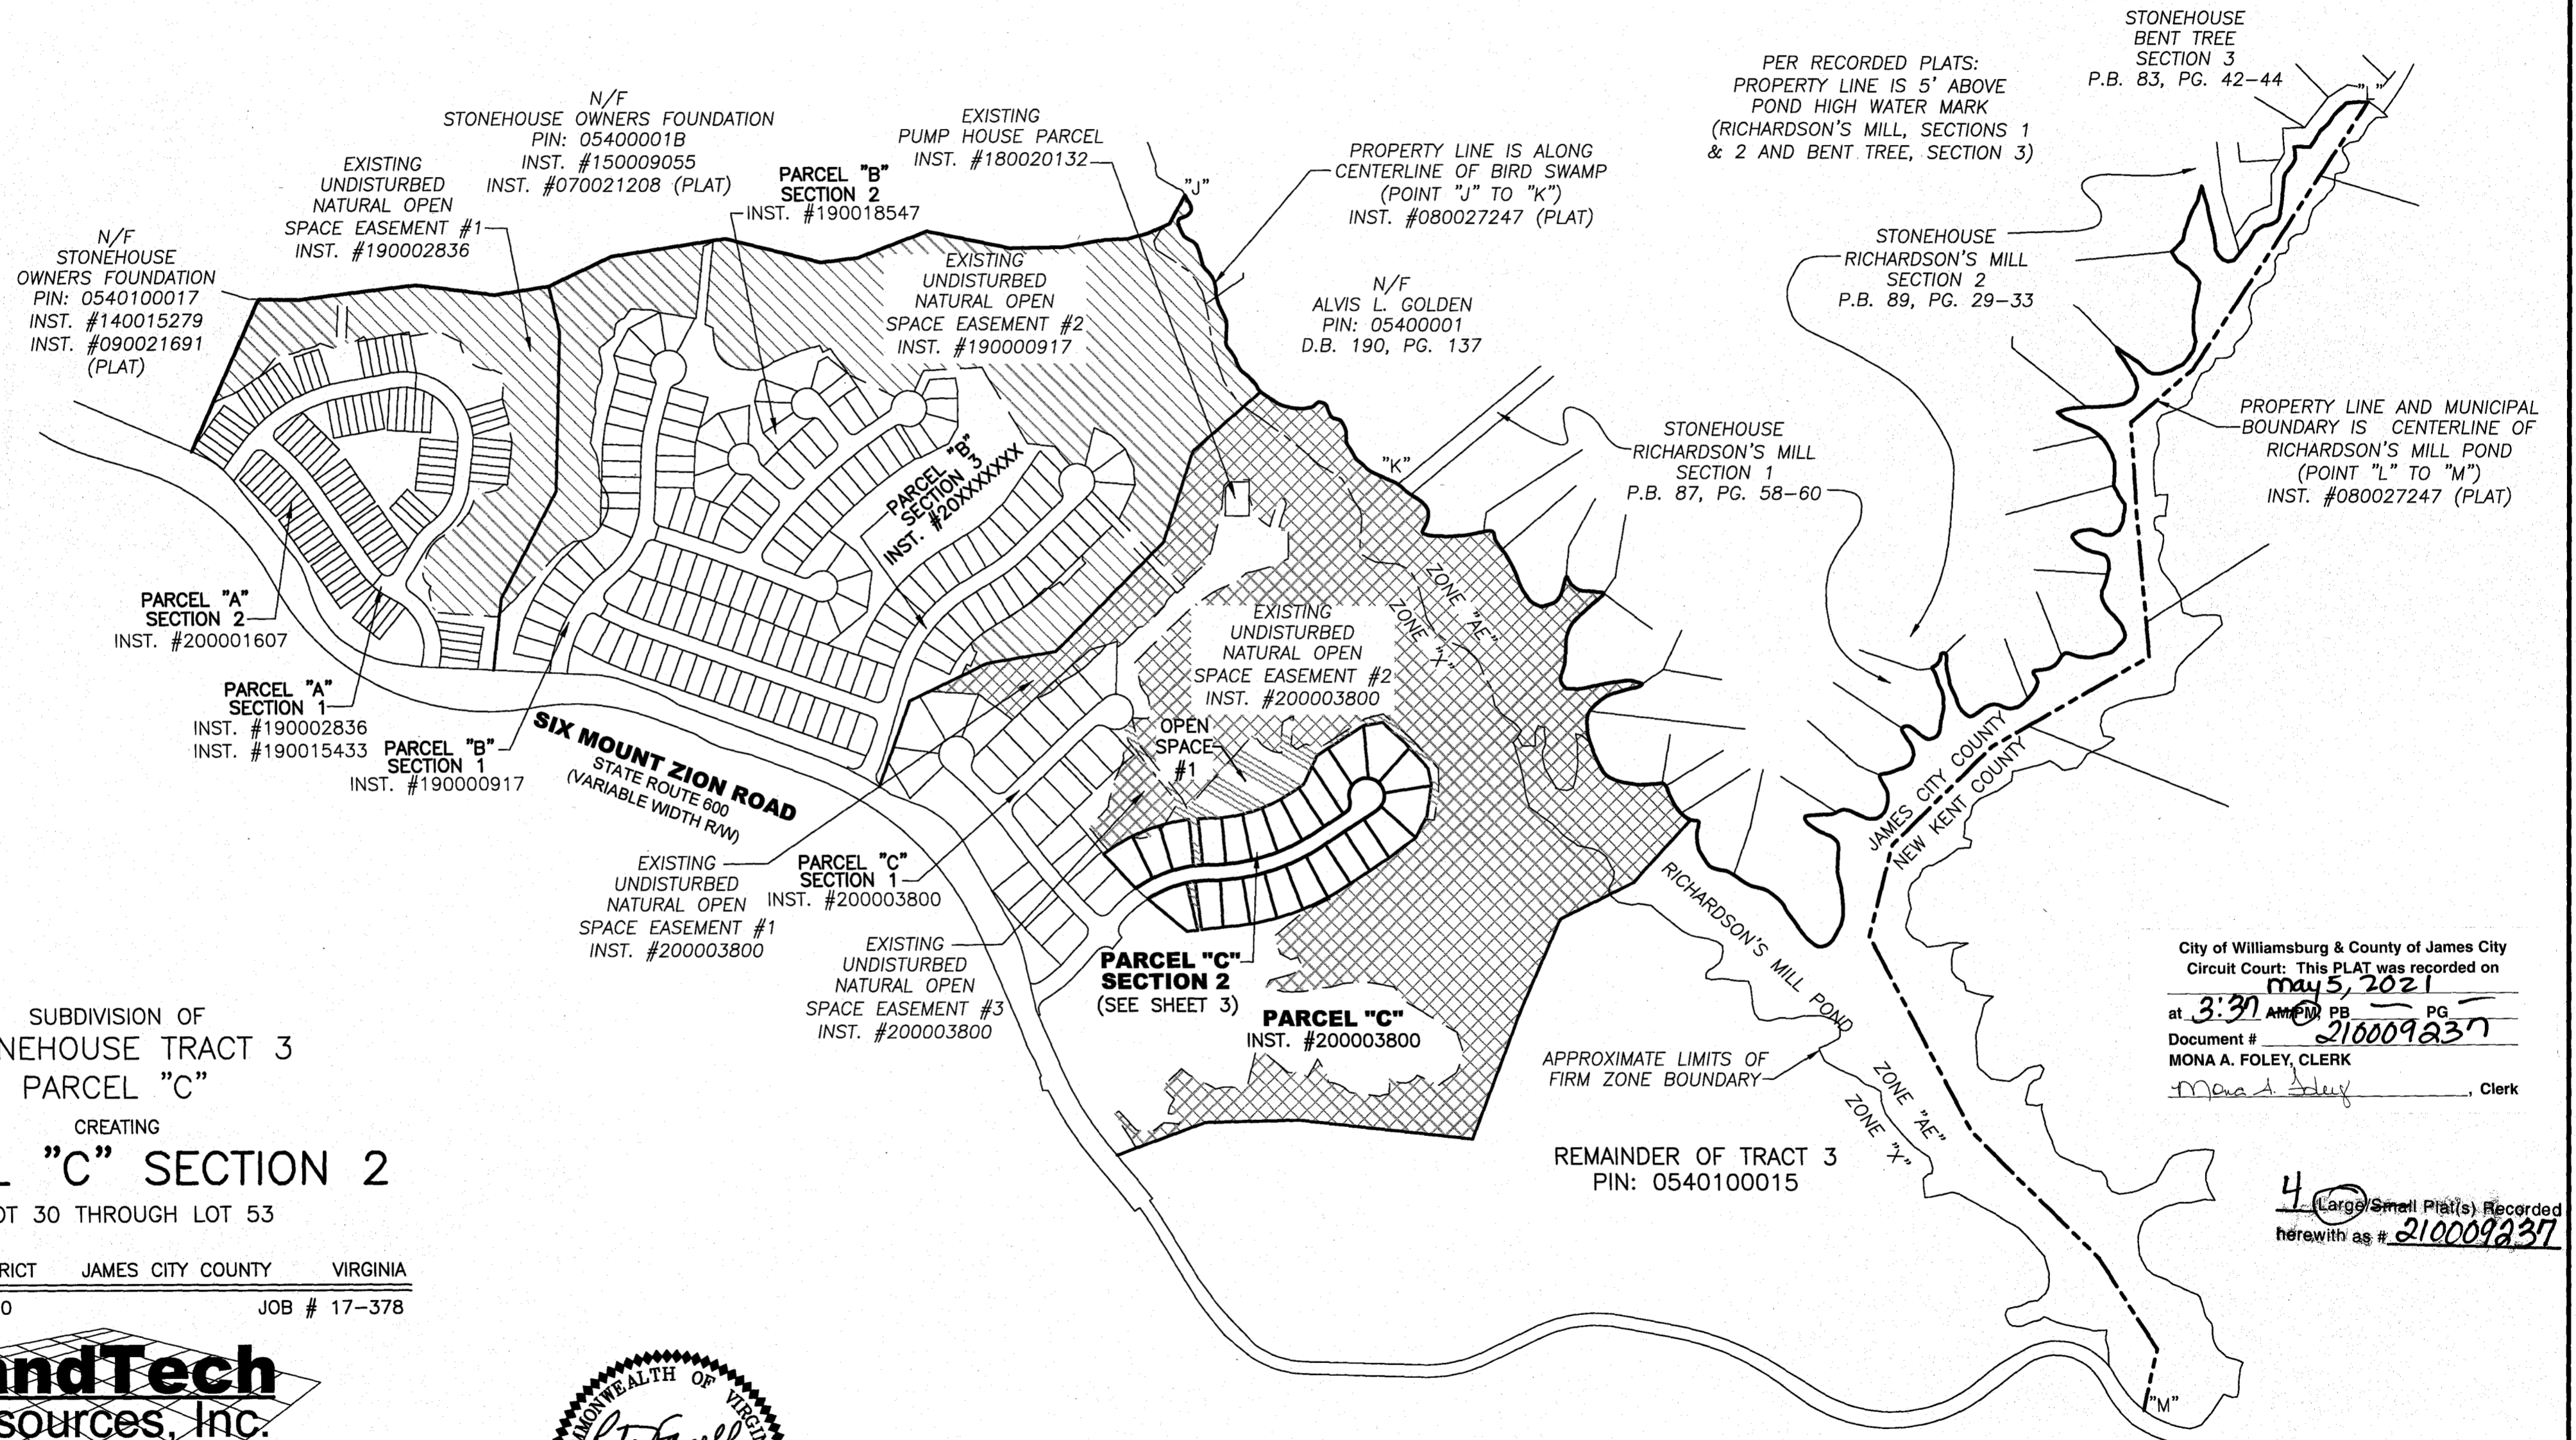 STONEHOUSE
BENT TREE
SECTION 3
P.B. 83, PG. 42-44
PER RECORDED PLATS:
PROPERTY LINE IS 5' ABOVE
POND HIGH WATER MARK
(RICHARDSON'S MILL, SECTIONS 1
& 2 AND BENT TREE, SECTION 3)
"L"
N/F
STONEHOUSE OWNERS FOUNDATION
PIN: 05400001B
INST. #150009055
INST. #070021208 (PLAT)
EXISTING
PUMP HOUSE PARCEL
INST. #180020132
EXISTING
UNDISTURBED
NATURAL OPEN
SPACE EASEMENT #1
INST. #190002836
PARCEL "B"
SECTION 2
INST. #190018547
"J"
PROPERTY LINE IS ALONG
CENTERLINE OF BIRD SWAMP
(POINT "J" TO "K")
INST. #080027247 (PLAT)
N/F
STONEHOUSE
OWNERS FOUNDATION
PIN: 0540100017
INST. #140015279
INST. #090021691
(PLAT)
EXISTING
UNDISTURBED
NATURAL OPEN
SPACE EASEMENT #2
INST. #190000917
N/F
ALVIS L. GOLDEN
PIN: 05400001
D.B. 190, PG. 137
STONEHOUSE
RICHARDSON'S MILL
SECTION 2
P.B. 89, PG. 29-33
"K"
STONEHOUSE
RICHARDSON'S MILL
SECTION 1
P.B. 87, PG. 58-60
PROPERTY LINE AND MUNICIPAL
BOUNDARY IS CENTERLINE OF
RICHARDSON'S MILL POND
(POINT "L" TO "M")
INST. #080027247 (PLAT)
PARCEL "B"
SECTION 3
INST. #20XXXXXXX
ZONE "AE"
ZONE "X"
PARCEL "A"
SECTION 2
INST. #200001607
PARCEL "A"
SECTION 1
INST. #190002836
INST. #190015433
PARCEL "B"
SECTION 1
INST. #190000917
SIX MOUNT ZION ROAD
STATE ROUTE 600
(VARIABLE WIDTH R/W)
EXISTING
UNDISTURBED
NATURAL OPEN
SPACE EASEMENT #2
INST. #200003800
OPEN
SPACE
#1
JAMES CITY COUNTY
NEW KENT COUNTY
EXISTING
UNDISTURBED
NATURAL OPEN
SPACE EASEMENT #1
INST. #200003800
PARCEL "C"
SECTION 1
INST. #200003800
EXISTING
UNDISTURBED
NATURAL OPEN
SPACE EASEMENT #3
INST. #200003800
PARCEL "C"
SECTION 2
(SEE SHEET 3)
PARCEL "C"
INST. #200003800
RICHARDSON'S MILL POND
APPROXIMATE LIMITS OF
FIRM ZONE BOUNDARY
ZONE "AE"
ZONE "X"
REMAINDER OF TRACT 3
PIN: 0540100015
"M"
City of Williamsburg & County of James City
Circuit Court: This PLAT was recorded on
May 5, 2021
at 3:37 AM/PM PB — PG —
Document # 210009237
MONA A. FOLEY, CLERK
Mona A. Foley, Clerk
4 Large/Small Plat(s) Recorded
herewith as # 210009237
SUBDIVISION OF
NEHOUSE TRACT 3
PARCEL "C"
CREATING
L "C" SECTION 2
OT 30 THROUGH LOT 53
RICT JAMES CITY COUNTY VIRGINIA
0 JOB # 17-378
andTech
sources, Inc.
MONWEALTH OF VIRGIN